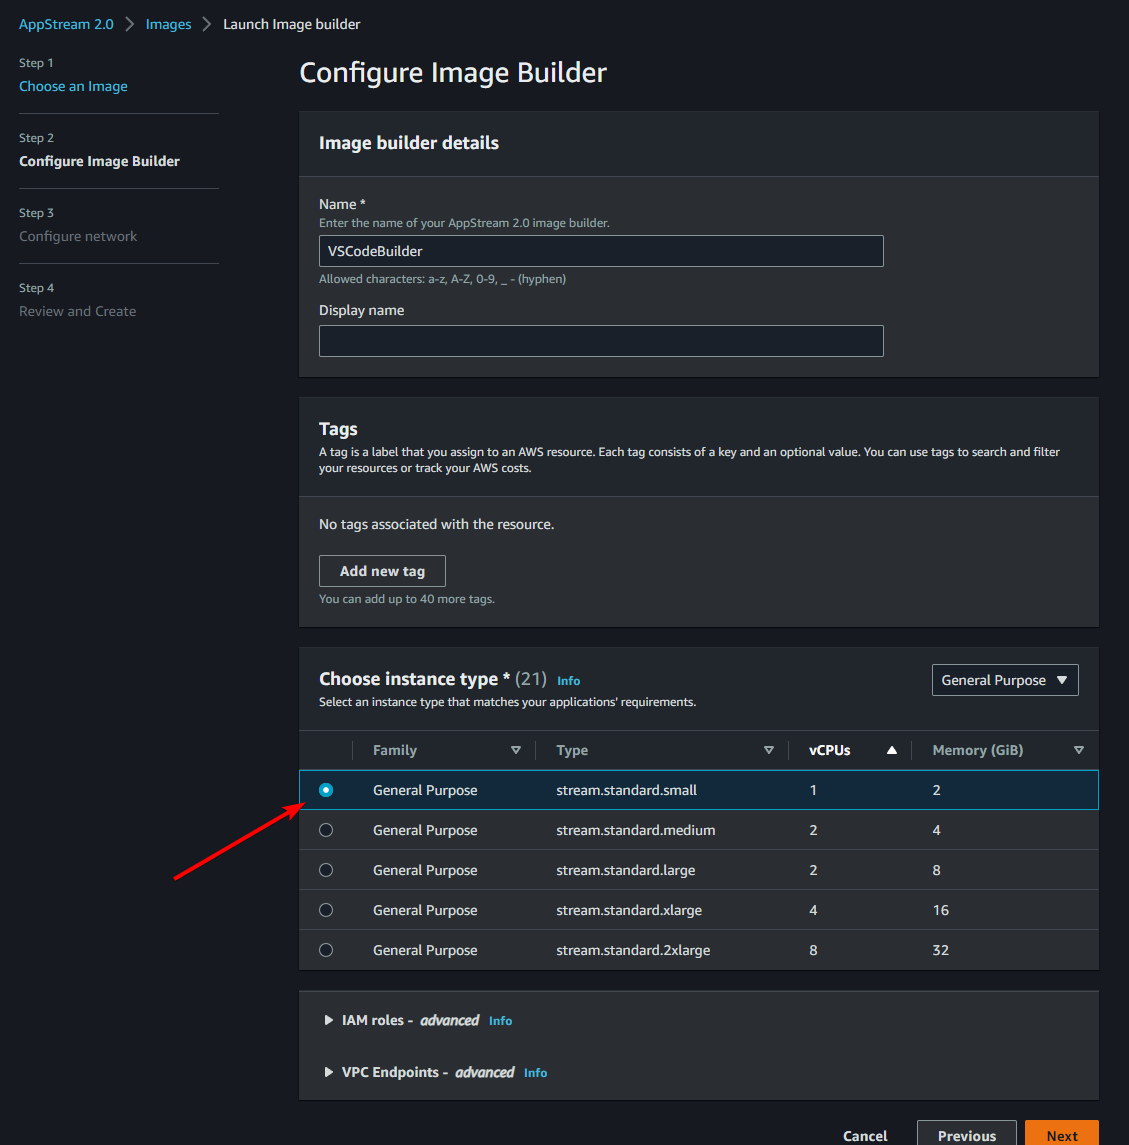 AppStream 2.0 > Images > Launch Image builder
Step 1
Choose an Image
Step 2
Configure Image Builder
Step 3
Configure network
Step 4
Review and Create
Configure Image Builder
Image builder details
Name *
Enter the name of your AppStream 2.0 image builder.
VSCodeBuilder
Allowed characters: a-z, A-Z, 0-9, _ - (hyphen)
Display name
Tags
A tag is a label that you assign to an AWS resource. Each tag consists of a key and an optional value. You can use tags to search and filter
your resources or track your AWS costs.
No tags associated with the resource.
Add new tag
You can add up to 40 more tags.
Choose instance type * (21) Info
General Purpose
Select an instance type that matches your applications' requirements.
Family Type vCPUs Memory (GiB)
General Purpose stream.standard.small 1 2
General Purpose stream.standard.medium 2 4
General Purpose stream.standard.large 2 8
General Purpose stream.standard.xlarge 4 16
General Purpose stream.standard.2xlarge 8 32
IAM roles - advanced Info
VPC Endpoints - advanced Info
Cancel Previous Next